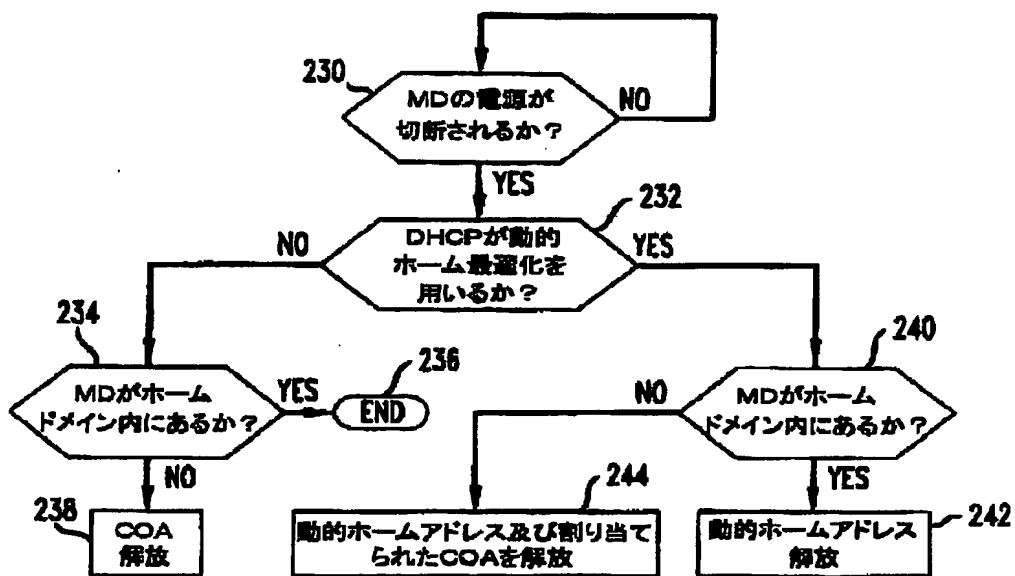 230
MDの電源が
切断されるか？
NO
YES
232
DHCPが動的
ホーム最適化を
用いるか？
NO
YES
234
MDがホーム
ドメイン内にあるか？
YES
236
END
NO
238
COA
解放
240
MDがホーム
ドメイン内にあるか？
NO
YES
244
動的ホームアドレス及び割り当て
られたCOAを解放
動的ホームアドレス
解放
242